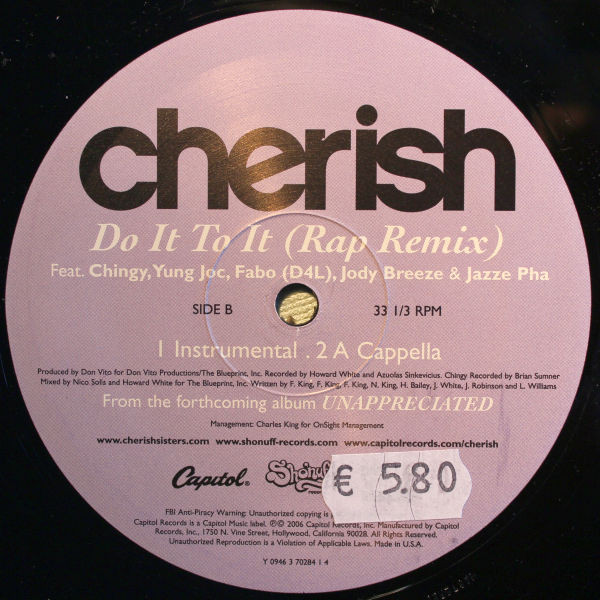 cherish
Do It To It (Rap Remix)
Feat. Chingy, Yung Joc, Fabo (D4L), Jody Breeze & Jazze Pha
SIDE B 33 1/3 RPM
1 Instrumental . 2 A Cappella
Produced by Don Vito for Don Vito Productions/The Blueprint, Inc. Recorded by Howard White and Azuolas Sinkevicius. Chingy Recorded by Brian Sumner
Mixed by Nico Solis and Howard White for The Blueprint, Inc. Written by F. King, F. King, F. King, N. King, H. Bailey, J. White, J. Robinson and L. Williams
From the forthcoming album UNAPPRECIATED
Management: Charles King for OnSight Management
www.cherishsisters.com www.shonuff-records.com www.capitolrecords.com/cherish
Capitol® Shonuff
€ 5.80
FBI Anti-Piracy Warning: Unauthorized copying is
Capitol Records is a Capitol Music label. ℗© 2006 Capitol Records, Inc. Manufactured by Capitol
Records, Inc., 1750 N. Vine Street, Hollywood, California 90028. All Rights Reserved.
Unauthorized Reproduction is a Violation of Applicable Laws. Made in U.S.A.
Y 0946 3 70284 1 4